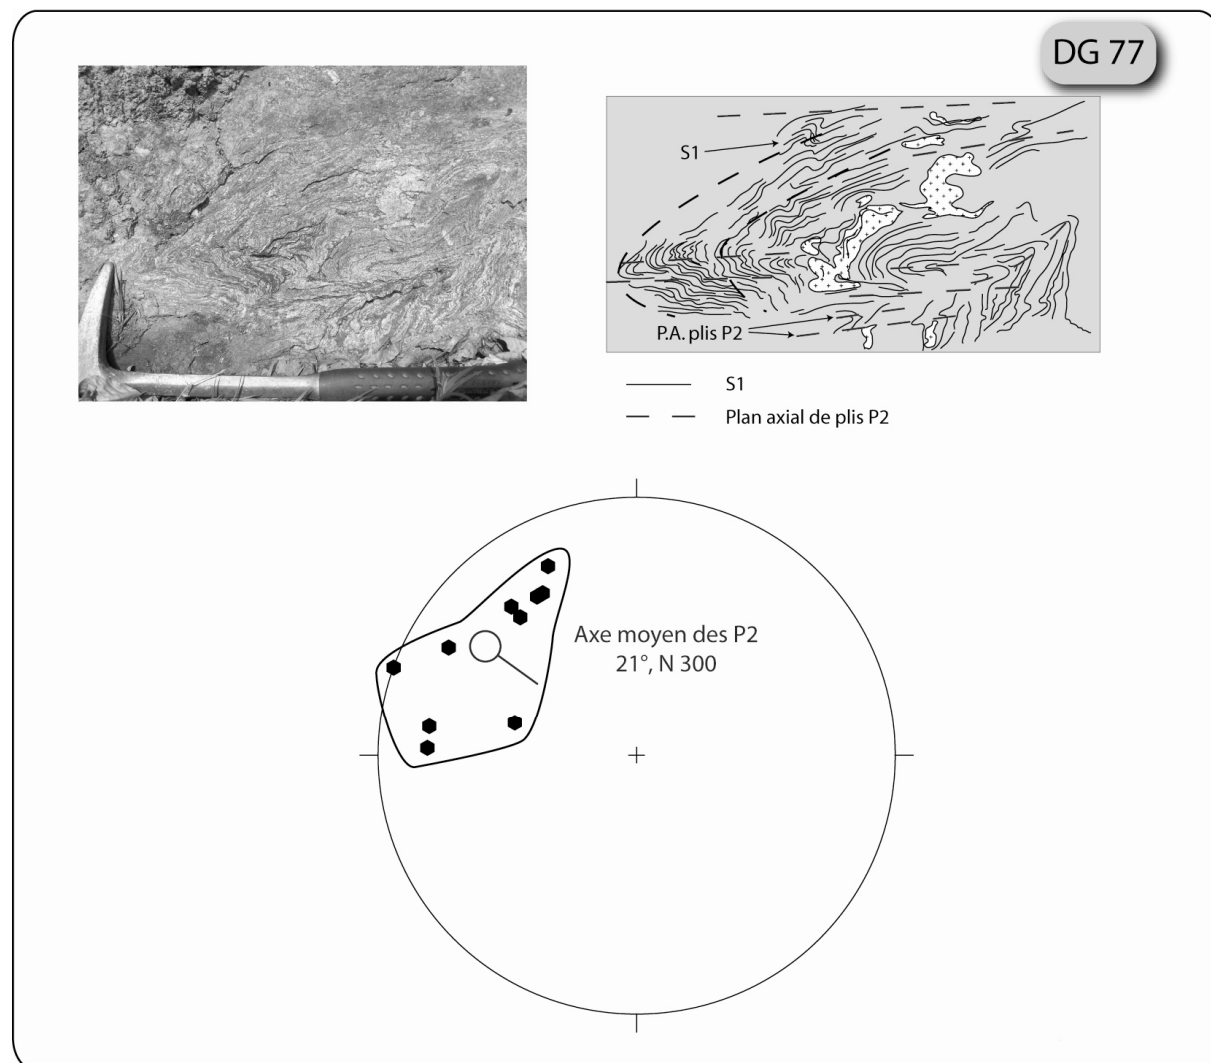 DG 77
S1
P.A. plis P2
S1
Plan axial de plis P2
Axe moyen des P2
21°, N 300